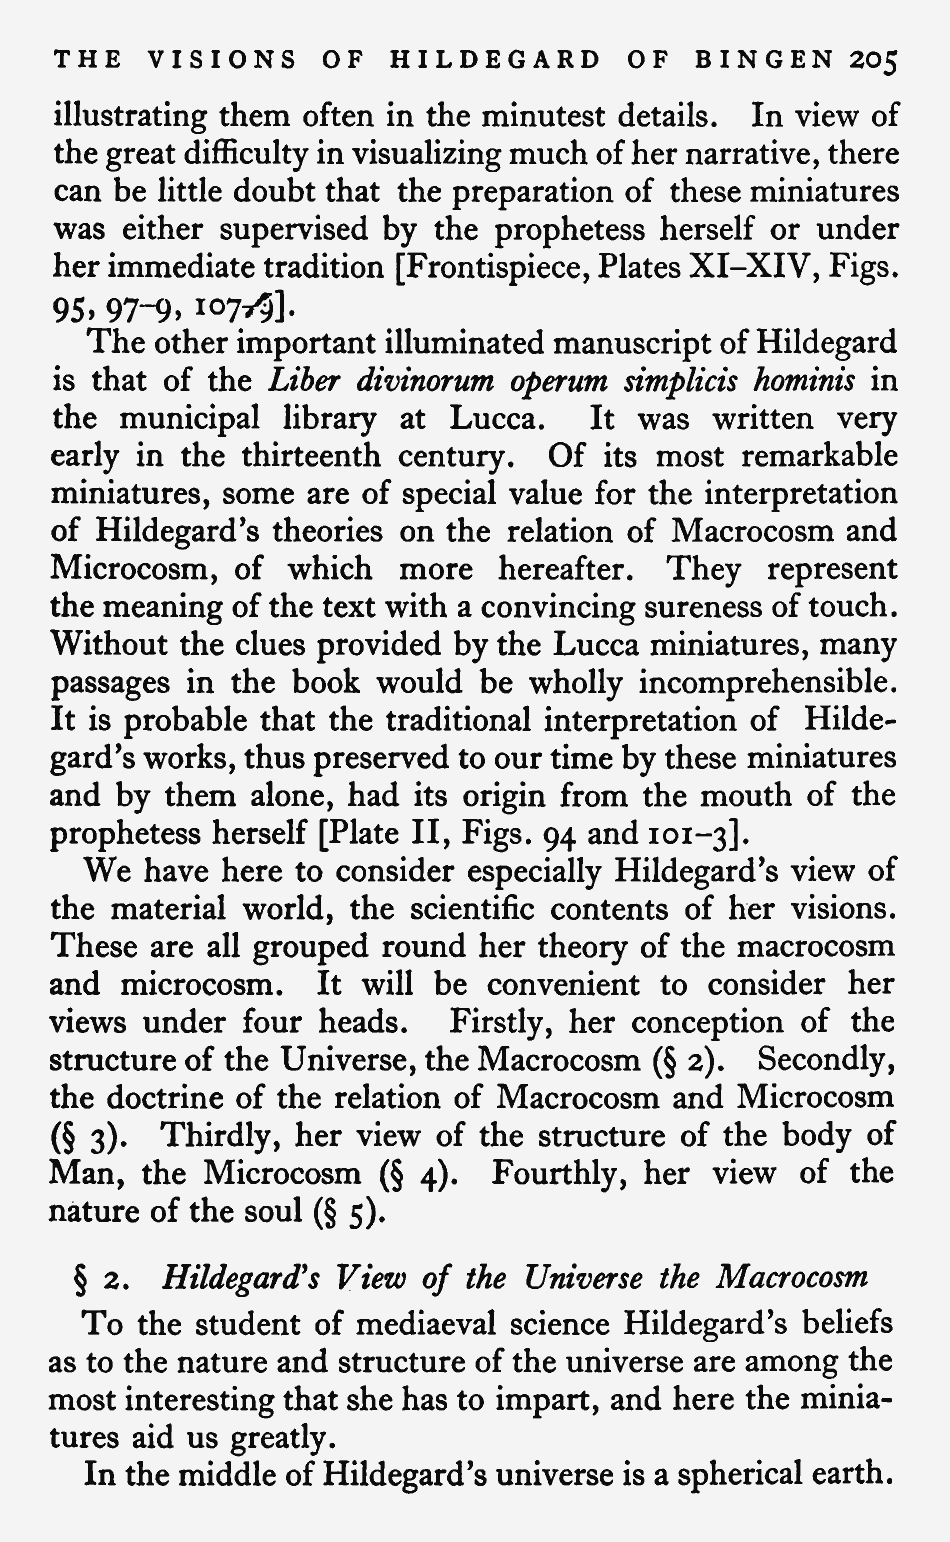 THE VISIONS OF HILDEGARD OF BINGEN 205
illustrating them often in the minutest details. In view of
the great difficulty in visualizing much of her narrative, there
can be little doubt that the preparation of these miniatures
was either supervised by the prophetess herself or under
her immediate tradition [Frontispiece, Plates XI–XIV, Figs.
95, 97–9, 107–9].
The other important illuminated manuscript of Hildegard
is that of the Liber divinorum operum simplicis hominis in
the municipal library at Lucca. It was written very
early in the thirteenth century. Of its most remarkable
miniatures, some are of special value for the interpretation
of Hildegard's theories on the relation of Macrocosm and
Microcosm, of which more hereafter. They represent
the meaning of the text with a convincing sureness of touch.
Without the clues provided by the Lucca miniatures, many
passages in the book would be wholly incomprehensible.
It is probable that the traditional interpretation of Hilde-
gard's works, thus preserved to our time by these miniatures
and by them alone, had its origin from the mouth of the
prophetess herself [Plate II, Figs. 94 and 101–3].
We have here to consider especially Hildegard's view of
the material world, the scientific contents of her visions.
These are all grouped round her theory of the macrocosm
and microcosm. It will be convenient to consider her
views under four heads. Firstly, her conception of the
structure of the Universe, the Macrocosm (§ 2). Secondly,
the doctrine of the relation of Macrocosm and Microcosm
(§ 3). Thirdly, her view of the structure of the body of
Man, the Microcosm (§ 4). Fourthly, her view of the
nature of the soul (§ 5).
§ 2. Hildegard's View of the Universe the Macrocosm
To the student of mediaeval science Hildegard's beliefs
as to the nature and structure of the universe are among the
most interesting that she has to impart, and here the minia-
tures aid us greatly.
In the middle of Hildegard's universe is a spherical earth.